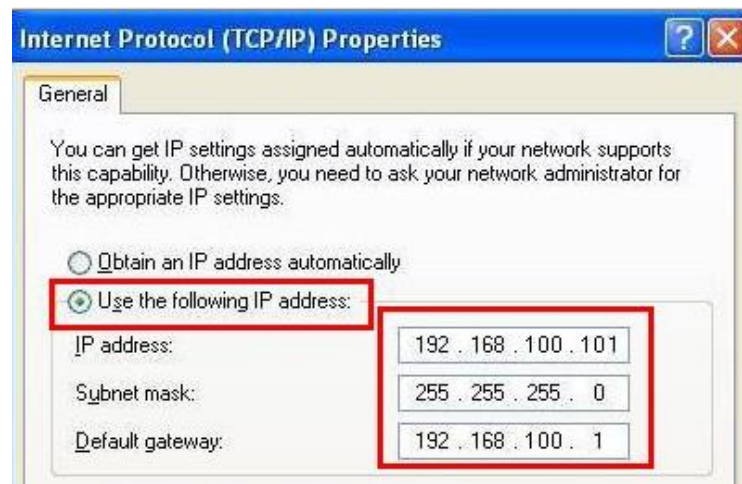 Internet Protocol (TCP/IP) Properties
General
You can get IP settings assigned automatically if your network supports
this capability. Otherwise, you need to ask your network administrator for
the appropriate IP settings.
Obtain an IP address automatically
Use the following IP address:
IP address: 192 . 168 . 100 . 101
Subnet mask: 255 . 255 . 255 . 0
Default gateway: 192 . 168 . 100 . 1